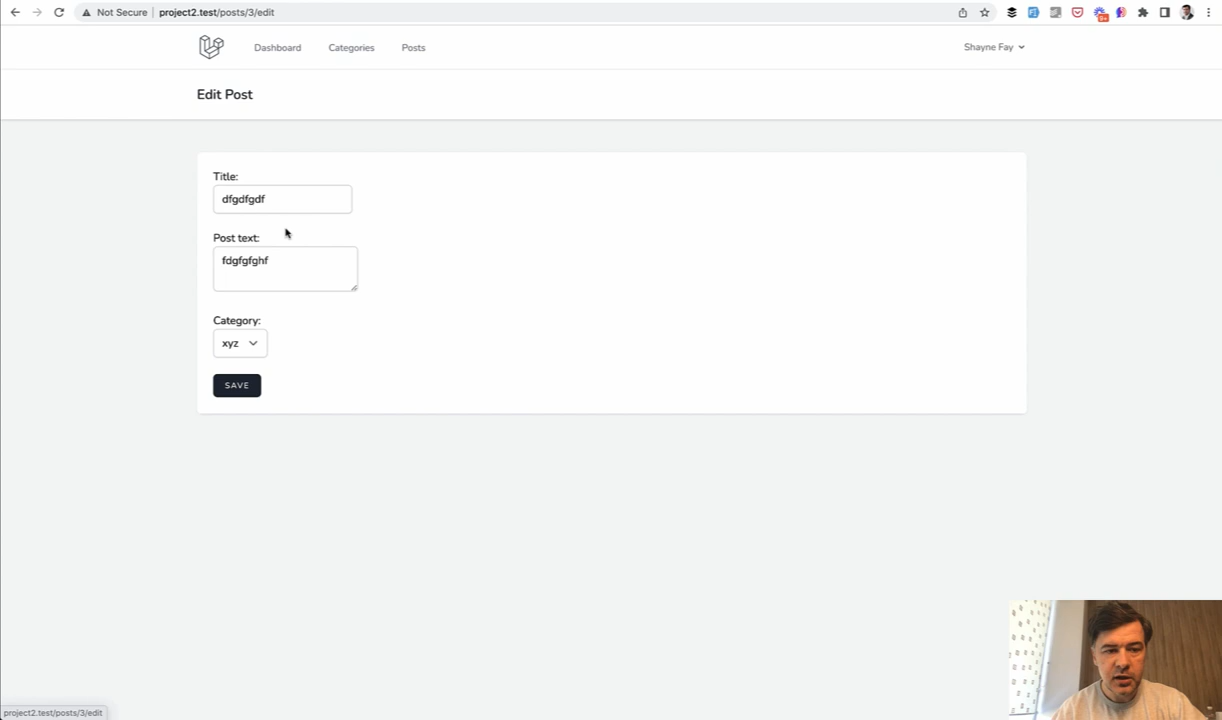 Not Secure project2.test/posts/3/edit
Dashboard Categories Posts Shayne Fay
Edit Post
Title:
dfgdfgdf
Post text:
fdgfgfghf
Category:
xyz
SAVE
project2.test/posts/3/edit